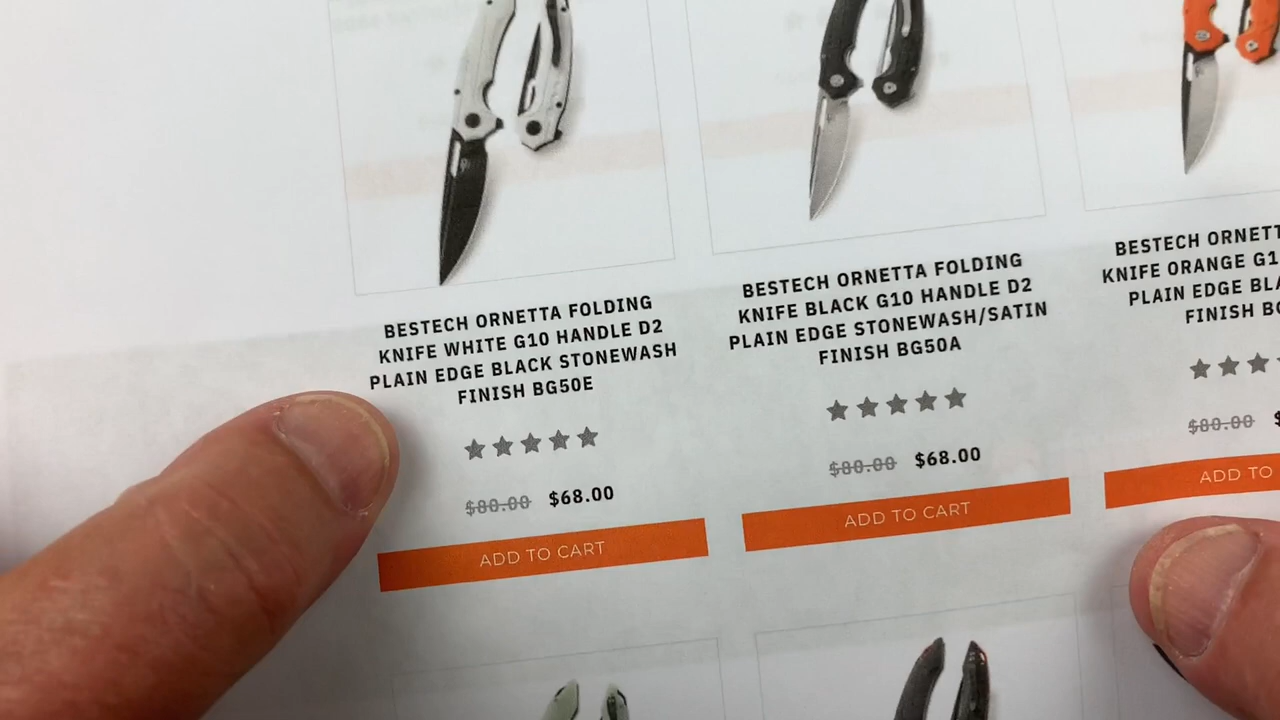 BESTECH ORNETTA FOLDING
KNIFE WHITE G10 HANDLE D2
PLAIN EDGE BLACK STONEWASH
FINISH BG50E
$80.00 $68.00
ADD TO CART
BESTECH ORNETTA FOLDING
KNIFE BLACK G10 HANDLE D2
PLAIN EDGE STONEWASH/SATIN
FINISH BG50A
$80.00 $68.00
ADD TO CART
BESTECH ORNETT
KNIFE ORANGE G1
PLAIN EDGE BLA
FINISH
$80.00
ADD TO